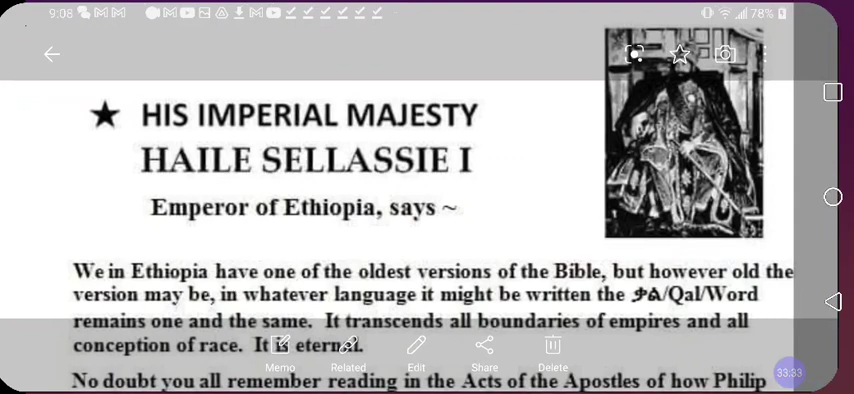 9:08
78%
★ HIS IMPERIAL MAJESTY
HAILE SELLASSIE I
Emperor of Ethiopia, says ~
We in Ethiopia have one of the oldest versions of the Bible, but however old the
version may be, in whatever language it might be written the ቃል/Qal/Word
remains one and the same. It transcends all boundaries of empires and all
conception of race. It is eternal.
Memo Related Edit Share Delete
No doubt you all remember reading in the Acts of the Apostles of how Philip
33:33